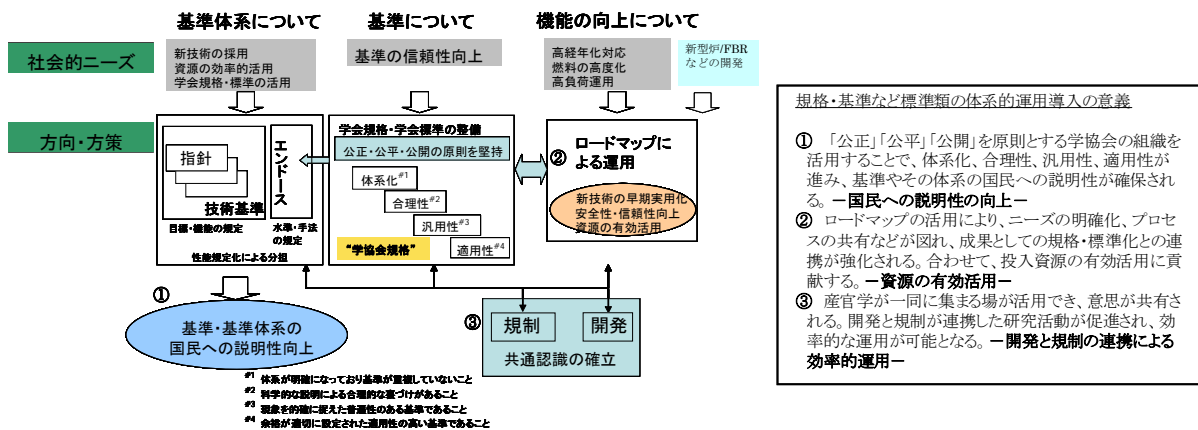 基準体系について
基準について
機能の向上について
社会的ニーズ
新技術の採用
資源の効率的活用
学会規格・標準の活用
基準の信頼性向上
高経年化対応
燃料の高度化
高負荷運用
新型炉/FBR
などの開発
方向・方策
指針
技術基準
エンドース
目標・機能の規定
水準・手法
の規定
性能規定化による分担
学会規格・学会標準の整備
公正・公平・公開の原則を堅持
体系化#1
合理性#2
汎用性#3
適用性#4
“学協会規格”
②
ロードマップに
よる運用
新技術の早期実用化
安全性・信頼性向上
資源の有効活用
①
基準・基準体系の
国民への説明性向上
③
規制
開発
共通認識の確立
#1 体系が明確になっており基準が重複していないこと
#2 科学的な説明による合理的な裏づけがあること
#3 現象を的確に捉えた普遍性のある基準であること
#4 余裕が適切に設定された適用性の高い基準であること
規格・基準など標準類の体系的運用導入の意義
① 「公正」「公平」「公開」を原則とする学協会の組織を
活用することで、体系化、合理性、汎用性、適用性が
進み、基準やその体系の国民への説明性が確保され
る。－国民への説明性の向上－
② ロードマップの活用により、ニーズの明確化、プロセ
スの共有などが図れ、成果としての規格・標準化との連
携が強化される。合わせて、投入資源の有効活用に貢
献する。－資源の有効活用－
③ 産官学が一同に集まる場が活用でき、意思が共有さ
れる。開発と規制が連携した研究活動が促進され、効
率的な運用が可能となる。－開発と規制の連携による
効率的運用－